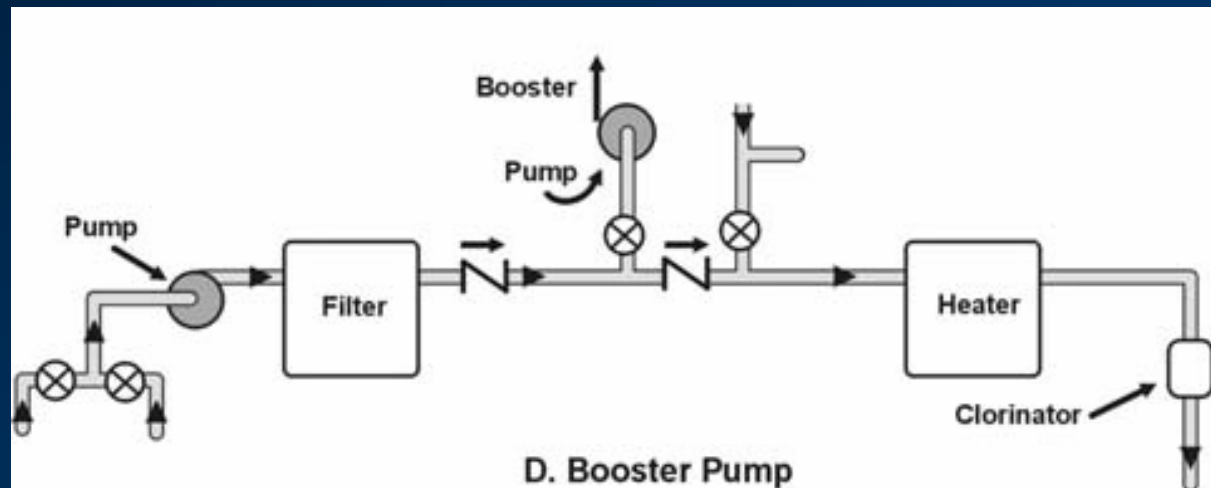 Booster
Pump
Pump
Filter
Heater
Clorinator
D. Booster Pump